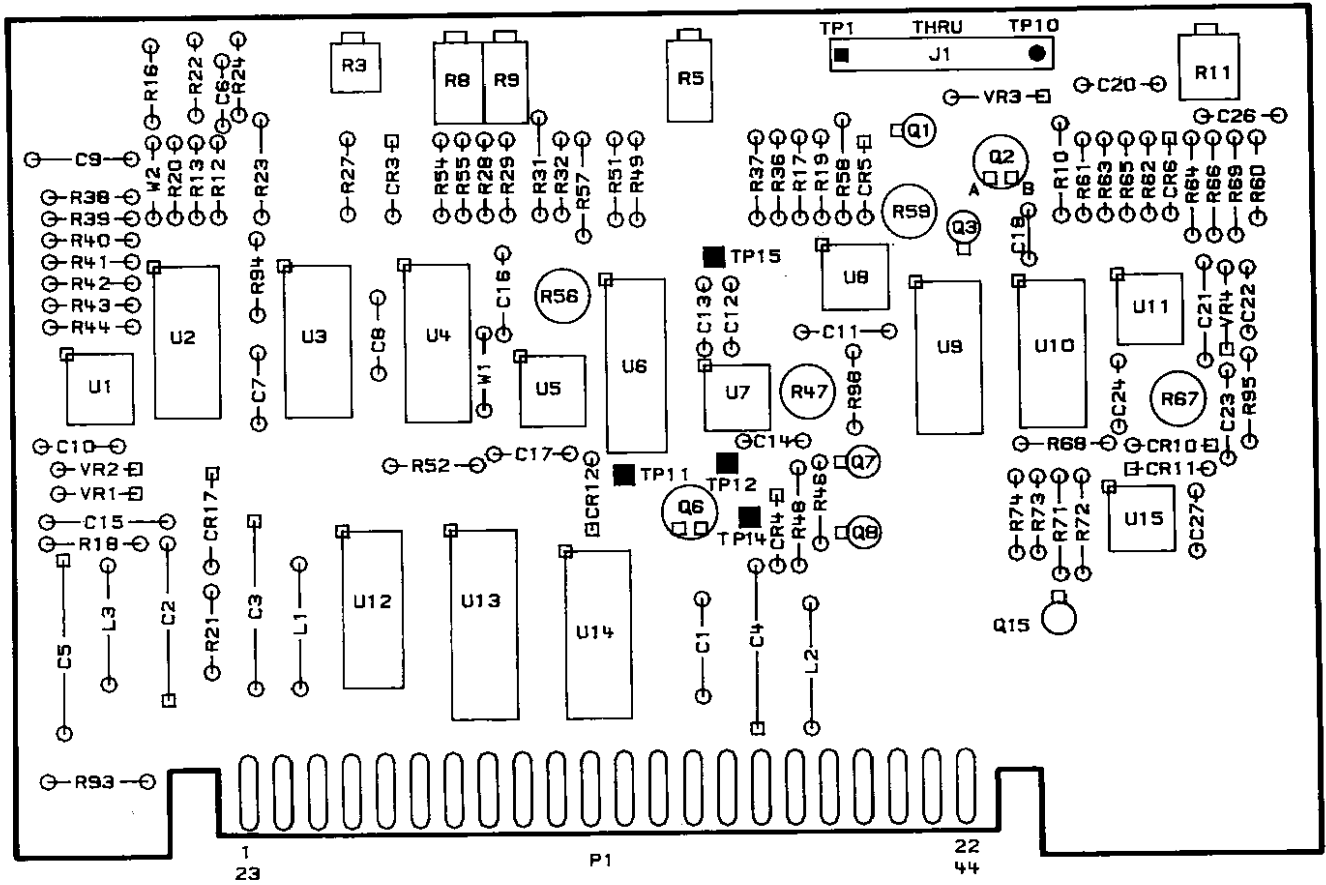 TP1 THRU TP10
J1
R16
R22
C6
R24
R3
R8
R9
R5
R11
VR3
C20
C26
C9
W2
R20
R13
R12
R23
R27
CR3
R54
R55
R28
R29
R31
R32
R57
R51
R49
R37
R36
R17
R19
R58
CR5
Q1
Q2
A B
R10
R61
R63
R65
R62
CR6
R64
R66
R69
R60
R38
R39
R40
R41
R42
R43
R44
R59
Q3
C18
U2
R94
U3
C8
U4
C16
R56
U6
TP15
C13
C12
U8
C11
U9
U10
U11
C21
VR4
C22
U1
C7
W1
U5
U7
R47
R98
C24
R67
C23
R95
C10
VR2
VR1
C15
R18
CR17
R52
C17
CR12
TP11
C14
TP12
Q7
R68
CR10
CR11
Q6
TP14
CR4
R48
R46
Q8
R74
R73
R71
R72
U15
C27
C5
L3
C2
R21
C3
L1
U12
U13
U14
C1
C4
L2
Q15
R93
1
23
P1
22
44